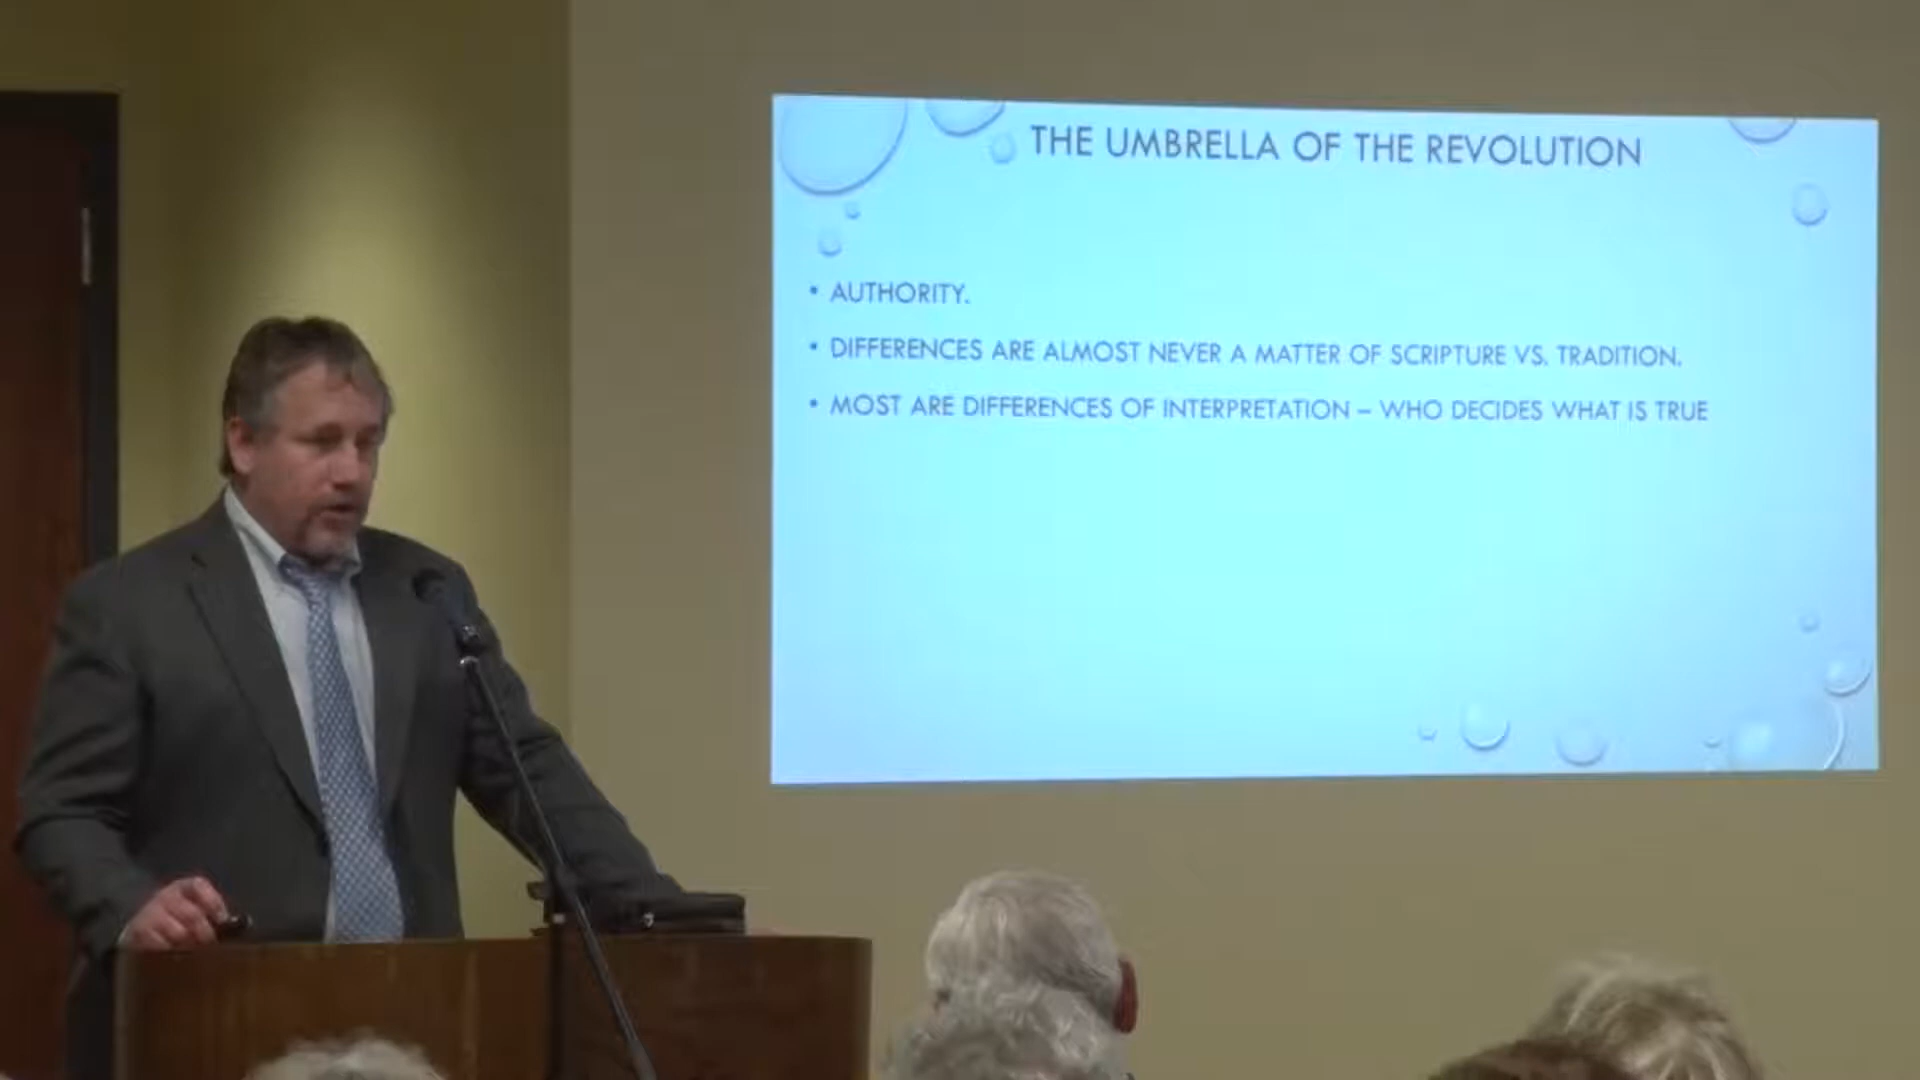 THE UMBRELLA OF THE REVOLUTION
• AUTHORITY.
• DIFFERENCES ARE ALMOST NEVER A MATTER OF SCRIPTURE VS. TRADITION.
• MOST ARE DIFFERENCES OF INTERPRETATION – WHO DECIDES WHAT IS TRUE